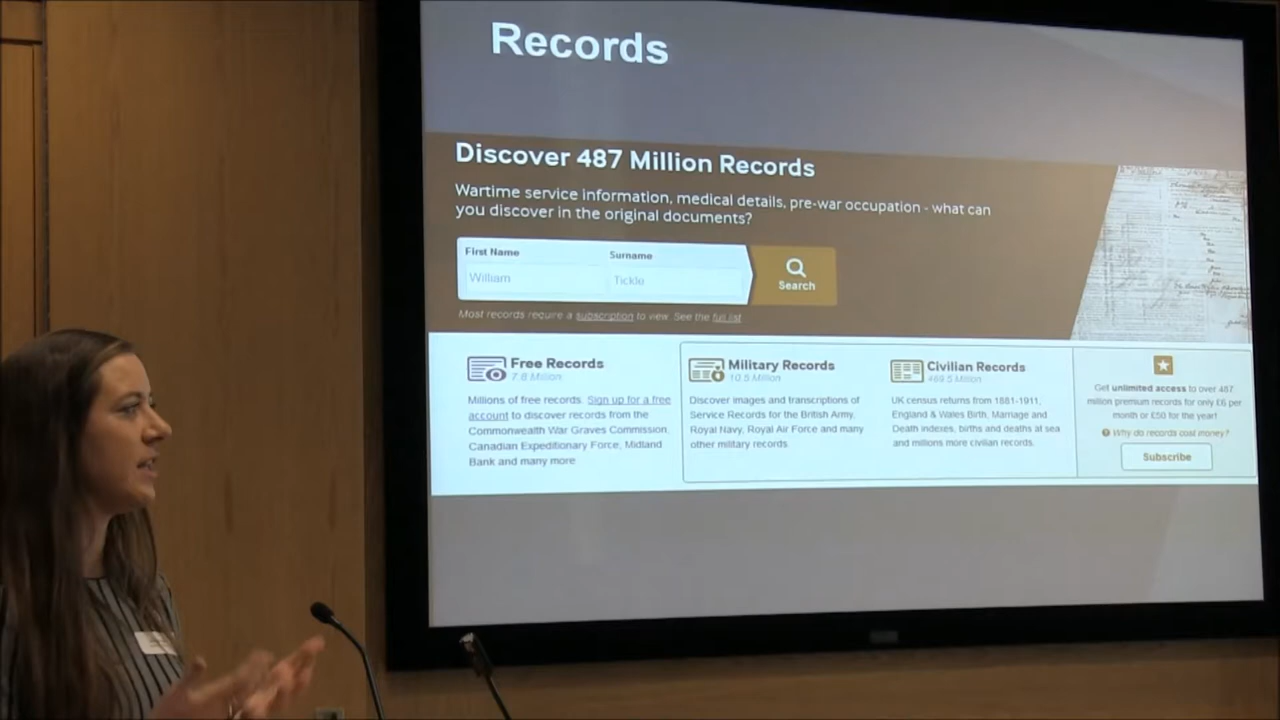 Records
Discover 487 Million Records
Wartime service information, medical details, pre-war occupation - what can
you discover in the original documents?
First Name
Surname
William
Tickle
Search
Most records require a subscription to view. See the full list
Free Records
7.8 Million
Millions of free records. Sign up for a free
account to discover records from the
Commonwealth War Graves Commission,
Canadian Expeditionary Force, Midland
Bank and many more
Military Records
10.5 Million
Discover images and transcriptions of
Service Records for the British Army,
Royal Navy, Royal Air Force and many
other military records.
Civilian Records
469.5 Million
UK census returns from 1881-1911,
England & Wales Birth, Marriage and
Death indexes, births and deaths at sea
and millions more civilian records.
Get unlimited access to over 487
million premium records for only £6 per
month or £50 for the year!
Why do records cost money?
Subscribe